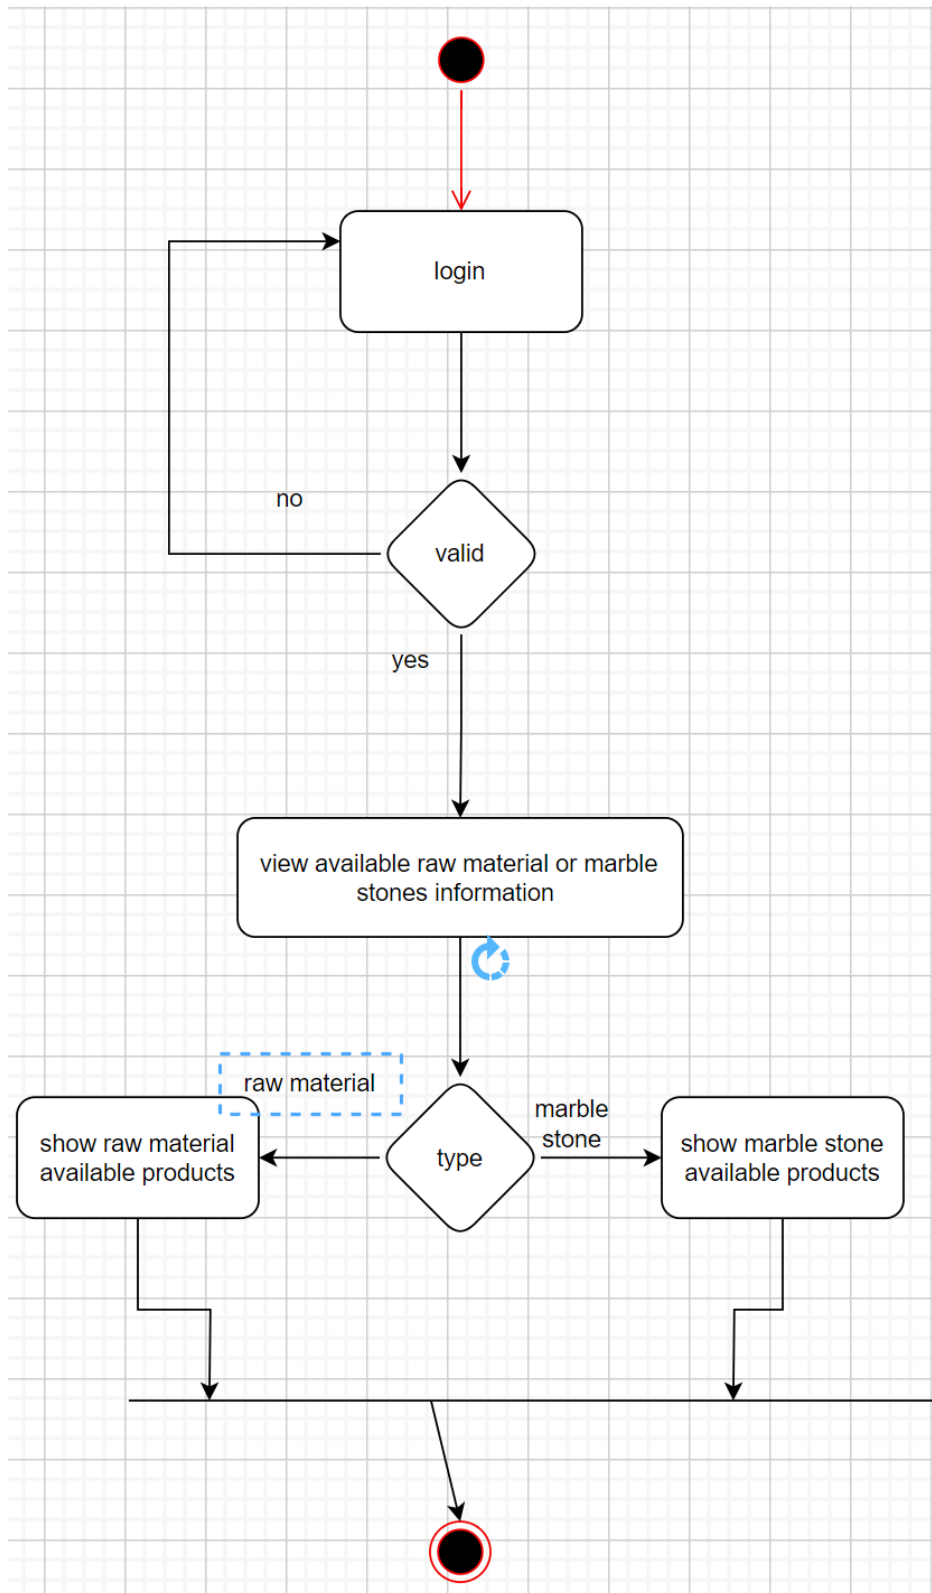 login
no
valid
yes
view available raw material or marble
stones information
raw material
marble
stone
show raw material
available products
type
show marble stone
available products